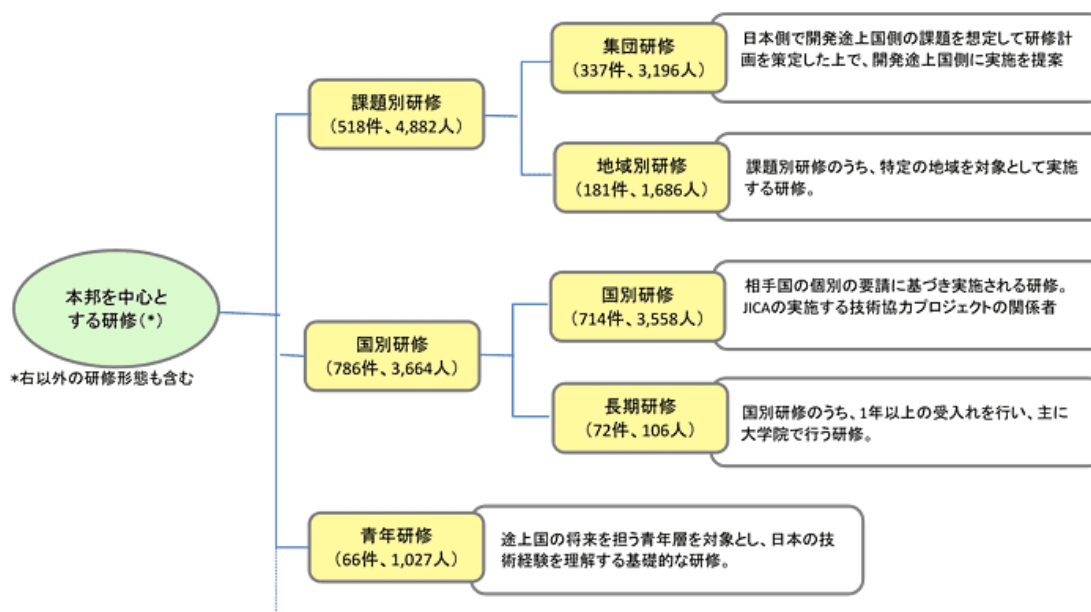 集団研修
(337件、3,196人)
日本側で開発途上国側の課題を想定して研修計
画を策定した上で、開発途上国側に実施を提案
課題別研修
(518件、4,882人)
地域別研修
(181件、1,686人)
課題別研修のうち、特定の地域を対象として実施
する研修。
本邦を中心と
する研修(*)
*右以外の研修形態も含む
国別研修
(786件、3,664人)
国別研修
(714件、3,558人)
相手国の個別の要請に基づき実施される研修。
JICAの実施する技術協力プロジェクトの関係者
長期研修
(72件、106人)
国別研修のうち、1年以上の受入れを行い、主に
大学院で行う研修。
青年研修
(66件、1,027人)
途上国の将来を担う青年層を対象とし、日本の技
術経験を理解する基礎的な研修。